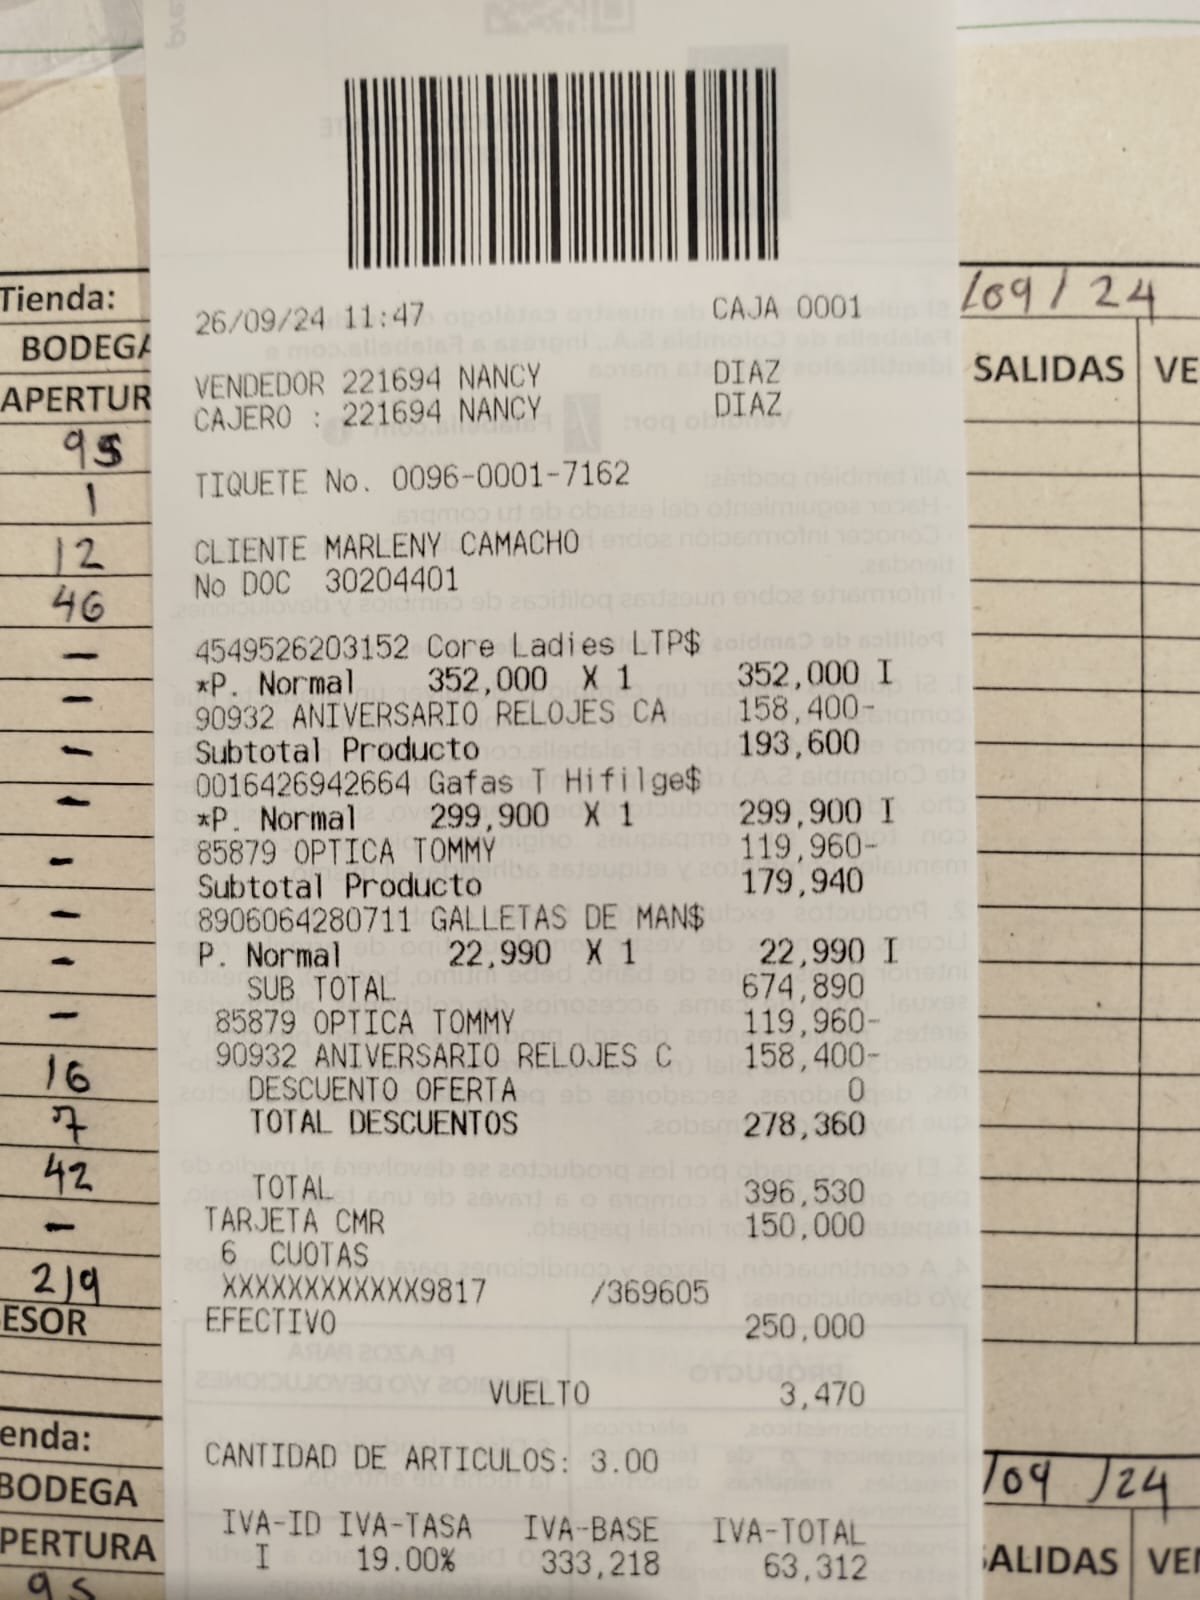 26/09/24 11:47 CAJA 0001
VENDEDOR 221694 NANCY DIAZ
CAJERO : 221694 NANCY DIAZ
TIQUETE No. 0096-0001-7162
CLIENTE MARLENY CAMACHO
No DOC 30204401
4549526203152 Core Ladies LTP$
*P. Normal 352,000 X 1 352,000 I
90932 ANIVERSARIO RELOJES CA 158,400-
Subtotal Producto 193,600
0016426942664 Gafas T Hifilge$
*P. Normal 299,900 X 1 299,900 I
85879 OPTICA TOMMY 119,960-
Subtotal Producto 179,940
8906064280711 GALLETAS DE MAN$
P. Normal 22,990 X 1 22,990 I
SUB TOTAL 674,890
85879 OPTICA TOMMY 119,960-
90932 ANIVERSARIO RELOJES C 158,400-
DESCUENTO OFERTA 0
TOTAL DESCUENTOS 278,360
TOTAL 396,530
TARJETA CMR 150,000
6 CUOTAS
XXXXXXXXXXXX9817 /369605
EFECTIVO 250,000
VUELTO 3,470
CANTIDAD DE ARTICULOS: 3.00
IVA-ID IVA-TASA IVA-BASE IVA-TOTAL
I 19.00% 333,218 63,312
Tienda:
BODEGA
APERTUR
95
1
12
46
-
-
-
-
-
-
-
-
16
7
42
-
219
ESOR
enda:
BODEGA
PERTURA
95
/09/24
SALIDAS VE
/09/24
SALIDAS VEN